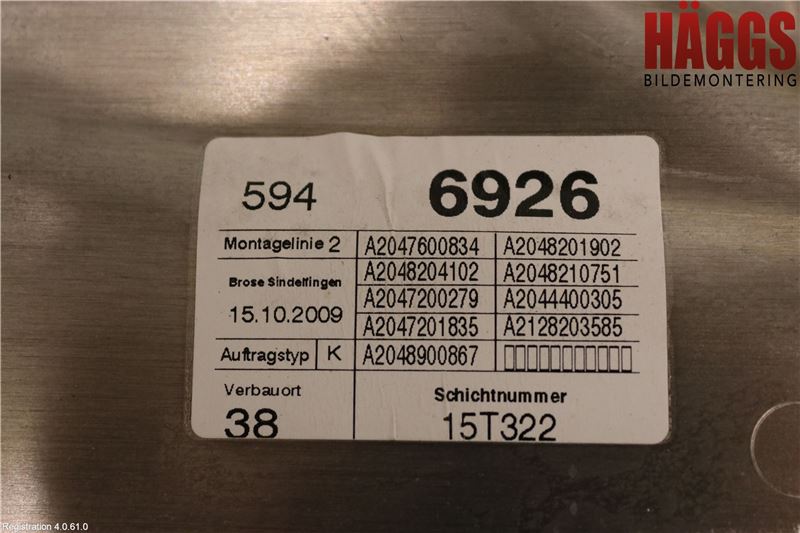 HÄGGS
BILDEMONTERING
594 6926
Montagelinie 2 A2047600834 A2048201902
A2048204102 A2048210751
Brose Sindelfingen A2047200279 A2044400305
15.10.2009 A2047201835 A2128203585
Auftragstyp K A2048900867
Verbauort Schichtnummer
38 15T322
Registration 4.0.61.0